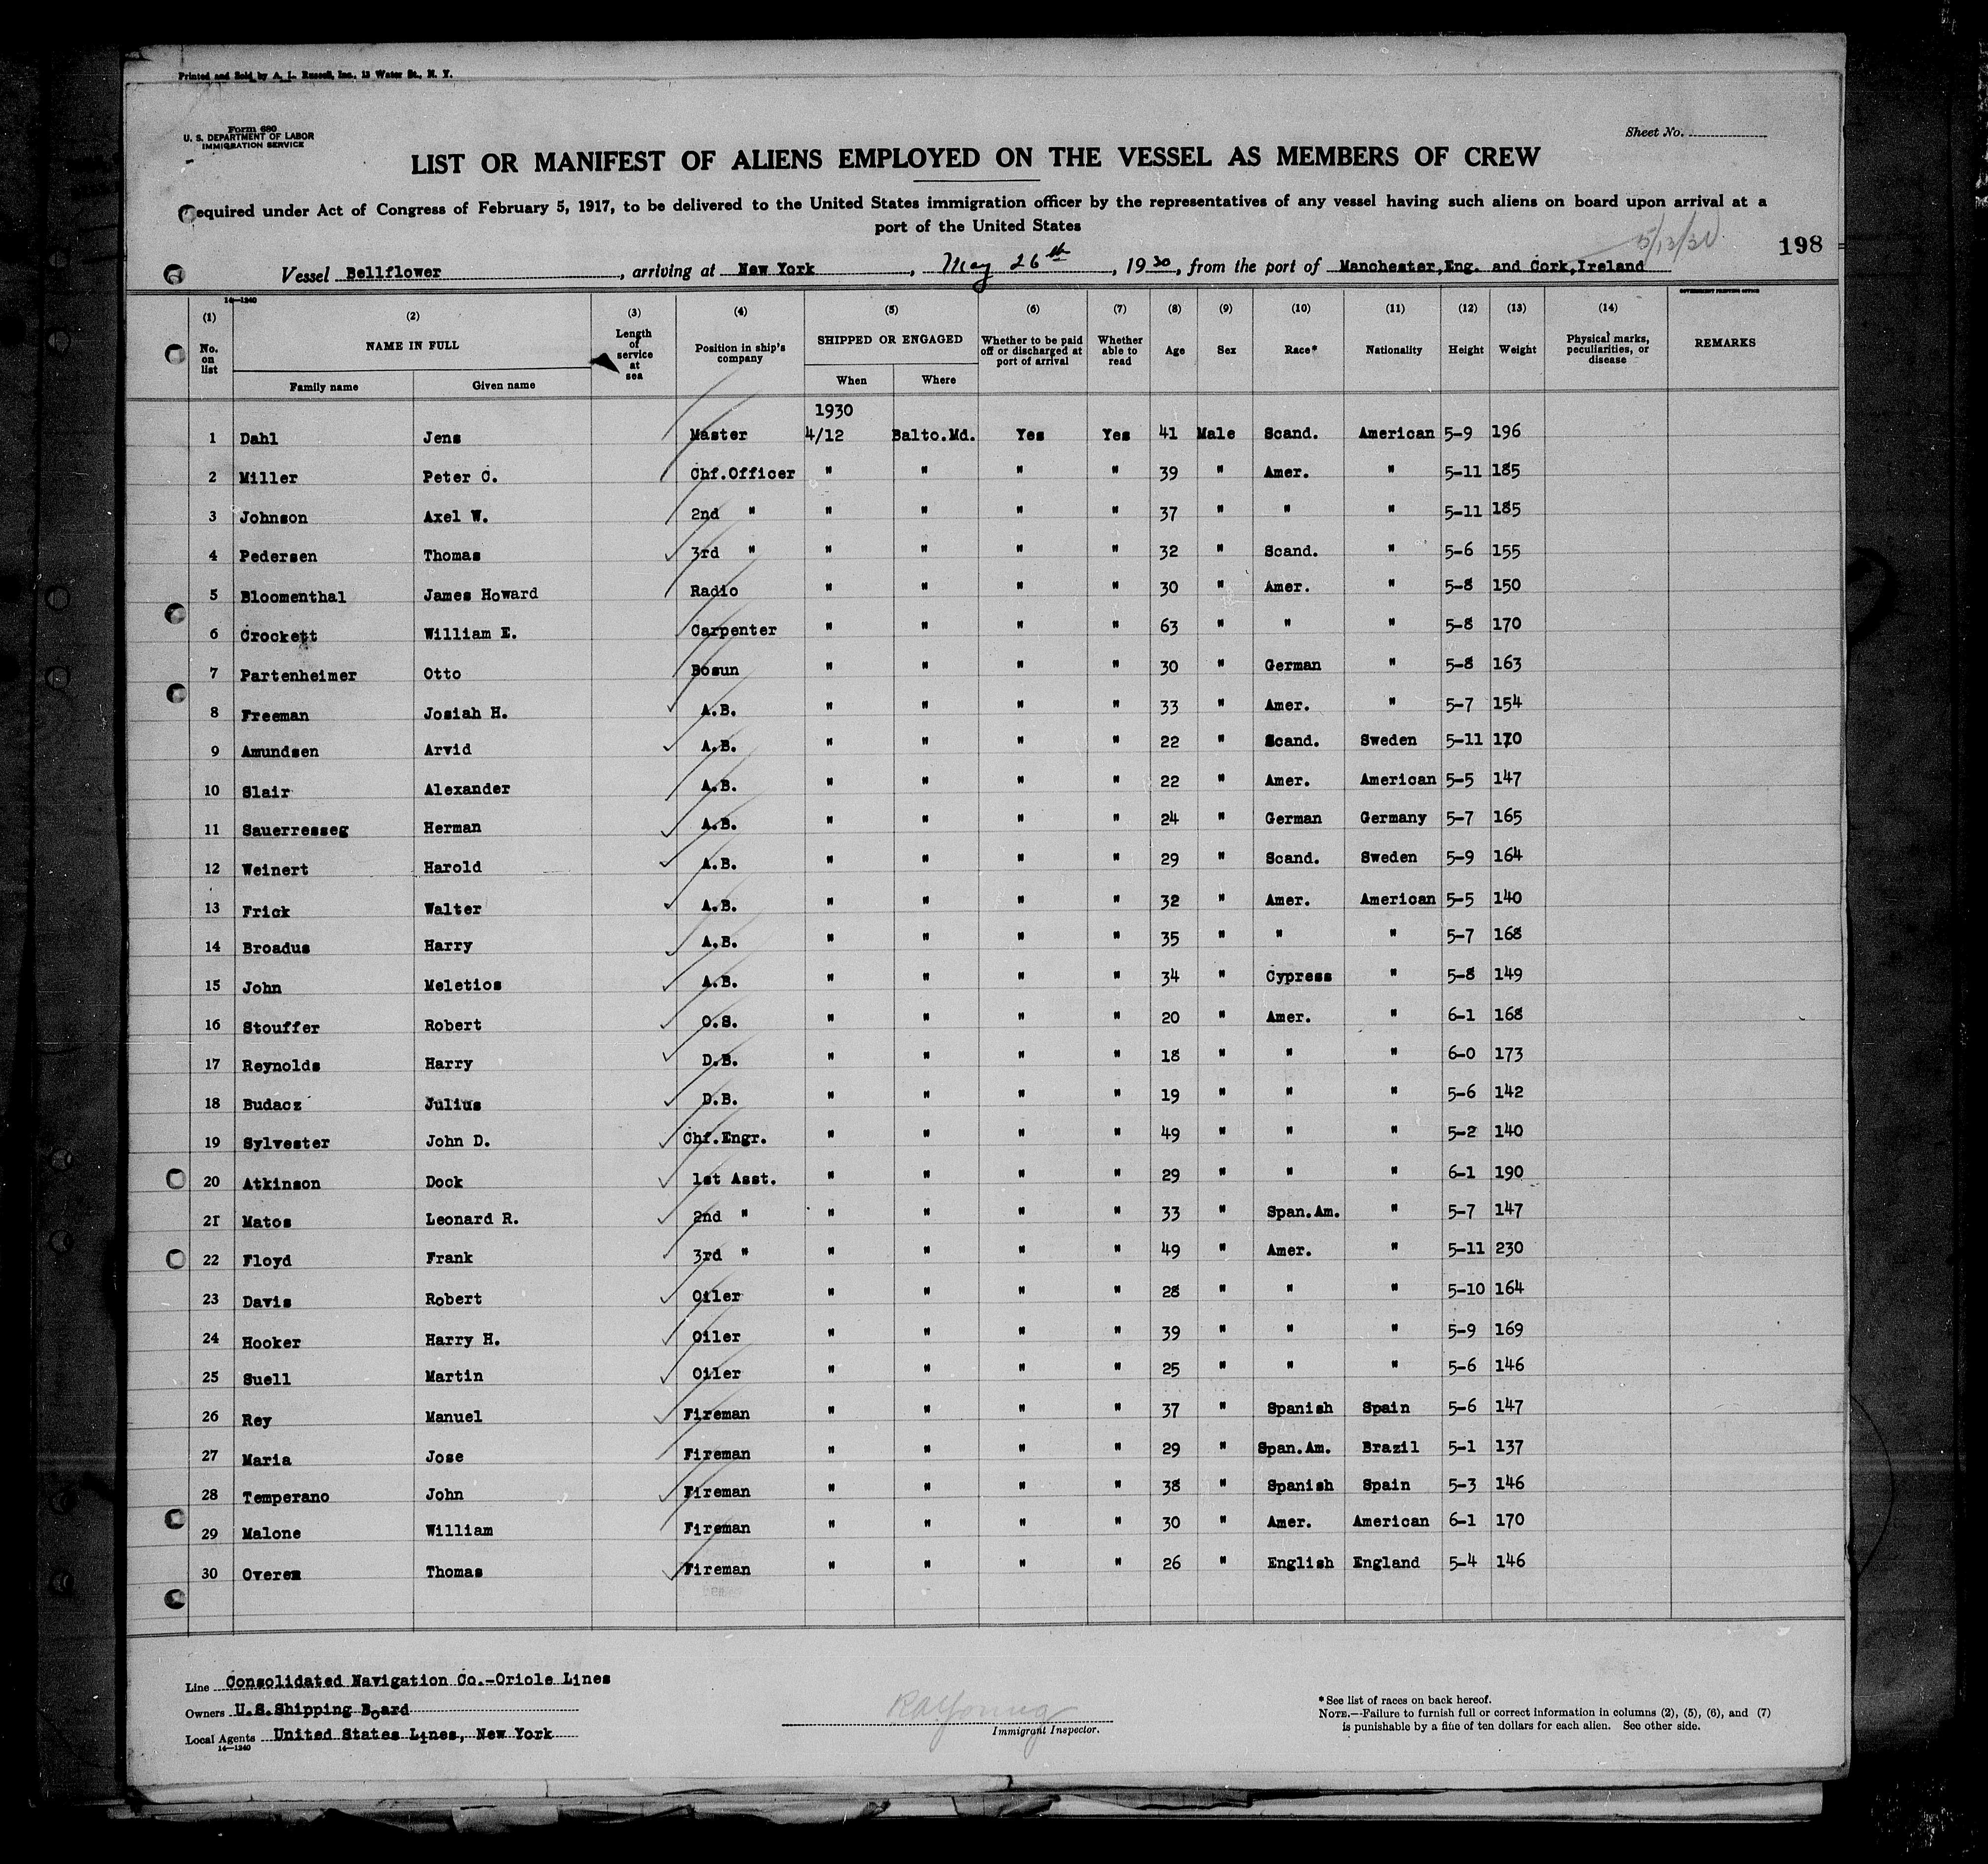 Printed and Sold by A. L. Russell, Inc., 13 Water St., N. Y.
Form 680
U. S. DEPARTMENT OF LABOR
IMMIGRATION SERVICE
Sheet No.
LIST OR MANIFEST OF ALIENS EMPLOYED ON THE VESSEL AS MEMBERS OF CREW
equired under Act of Congress of February 5, 1917, to be delivered to the United States immigration officer by the representatives of any vessel having such aliens on board upon arrival at a
port of the United States
198
Vessel Bellflower, arriving at New York, May 26th, 1930, from the port of Manchester,Eng. and Cork,Ireland
14—1240
GOVERNMENT PRINTING OFFICE
(1) (2) (3) (4) (5) (6) (7) (8) (9) (10) (11) (12) (13) (14)
No. on list NAME IN FULL Length of service at sea Position in ship's company SHIPPED OR ENGAGED Whether to be paid off or discharged at port of arrival Whether able to read Age Sex Race* Nationality Height Weight Physical marks, peculiarities, or disease REMARKS
Family name Given name When Where
1930
1 Dahl Jens Master 4/12 Balto.Md. Yes Yes 41 Male Scand. American 5-9 196
2 Miller Peter C. Chf.Officer " " " " 39 " Amer. " 5-11 185
3 Johnson Axel W. 2nd " " " " " 37 " " " 5-11 185
4 Pedersen Thomas 3rd " " " " " 32 " Scand. " 5-6 155
5 Bloomenthal James Howard Radio " " " " 30 " Amer. " 5-8 150
6 Crockett William E. Carpenter " " " " 63 " " " 5-8 170
7 Partenheimer Otto Bosun " " " " 30 " German " 5-8 163
8 Freeman Josiah H. A.B. " " " " 33 " Amer. " 5-7 154
9 Amundsen Arvid A.B. " " " " 22 " Scand. Sweden 5-11 170
10 Slair Alexander A.B. " " " " 22 " Amer. American 5-5 147
11 Sauerresseg Herman A.B. " " " " 24 " German Germany 5-7 165
12 Weinert Harold A.B. " " " " 29 " Scand. Sweden 5-9 164
13 Frick Walter A.B. " " " " 32 " Amer. American 5-5 140
14 Broadus Harry A.B. " " " " 35 " " " 5-7 168
15 John Meletios A.B. " " " " 34 " Cypress " 5-8 149
16 Stouffer Robert O.S. " " " " 20 " Amer. " 6-1 168
17 Reynolds Harry D.B. " " " " 18 " " " 6-0 173
18 Budacz Julius D.B. " " " " 19 " " " 5-6 142
19 Sylvester John D. Chf.Engr. " " " " 49 " " " 5-2 140
20 Atkinson Dock 1st Asst. " " " " 29 " " " 6-1 190
21 Matos Leonard R. 2nd " " " " " 33 " Span.Am. " 5-7 147
22 Floyd Frank 3rd " " " " " 49 " Amer. " 5-11 230
23 Davis Robert Oiler " " " " 28 " " " 5-10 164
24 Hooker Harry H. Oiler " " " " 39 " " " 5-9 169
25 Suell Martin Oiler " " " " 25 " " " 5-6 146
26 Rey Manuel Fireman " " " " 37 " Spanish Spain 5-6 147
27 Maria Jose Fireman " " " " 29 " Span.Am. Brazil 5-1 137
28 Temperano John Fireman " " " " 38 " Spanish Spain 5-3 146
29 Malone William Fireman " " " " 30 " Amer. American 6-1 170
30 Overem Thomas Fireman " " " " 26 " English England 5-4 146
Line Consolidated Navigation Co.-Oriole Lines
Owners U.S.Shipping Board
Local Agents United States Lines, New York
14—1240
Immigrant Inspector.
*See list of races on back hereof.
NOTE.—Failure to furnish full or correct information in columns (2), (5), (6), and (7)
is punishable by a fine of ten dollars for each alien. See other side.